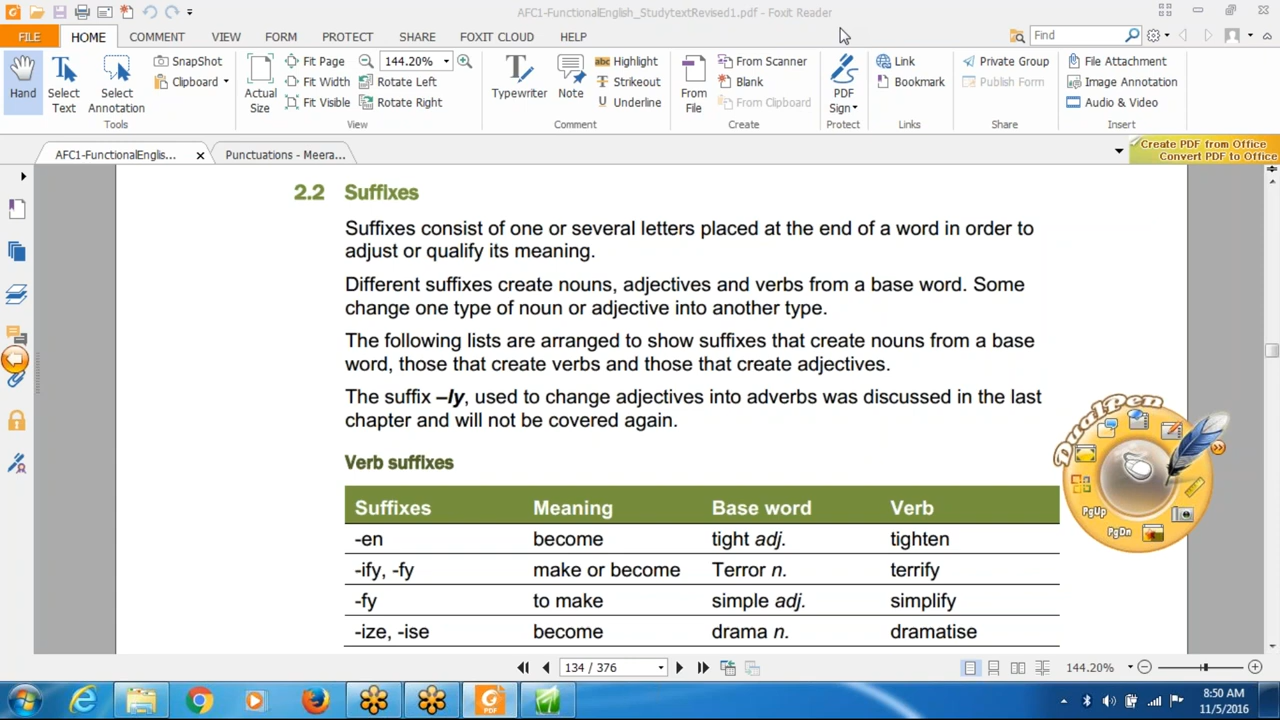 AFC1-FunctionalEnglish_StudytextRevised1.pdf - Foxit Reader
FILE HOME COMMENT VIEW FORM PROTECT SHARE FOXIT CLOUD HELP Find
Hand
Select Text
Select Annotation
SnapShot
Clipboard
Tools
Actual Size
Fit Page
Fit Width
Fit Visible
144.20%
Rotate Left
Rotate Right
View
Typewriter
Note
abc Highlight
Strikeout
U Underline
Comment
From File
From Scanner
Blank
From Clipboard
Create
PDF Sign
Protect
Link
Bookmark
Links
Private Group
Publish Form
Share
File Attachment
Image Annotation
Audio & Video
Insert
AFC1-FunctionalEnglis... Punctuations - Meera...
Create PDF from Office
Convert PDF to Office
2.2 Suffixes
Suffixes consist of one or several letters placed at the end of a word in order to
adjust or qualify its meaning.
Different suffixes create nouns, adjectives and verbs from a base word. Some
change one type of noun or adjective into another type.
The following lists are arranged to show suffixes that create nouns from a base
word, those that create verbs and those that create adjectives.
The suffix –ly, used to change adjectives into adverbs was discussed in the last
chapter and will not be covered again.
Verb suffixes
Suffixes Meaning Base word Verb
-en become tight adj. tighten
-ify, -fy make or become Terror n. terrify
-fy to make simple adj. simplify
-ize, -ise become drama n. dramatise
DualPen
PgUp
PgDn
134 / 376
144.20%
PDF
8:50 AM
11/5/2016